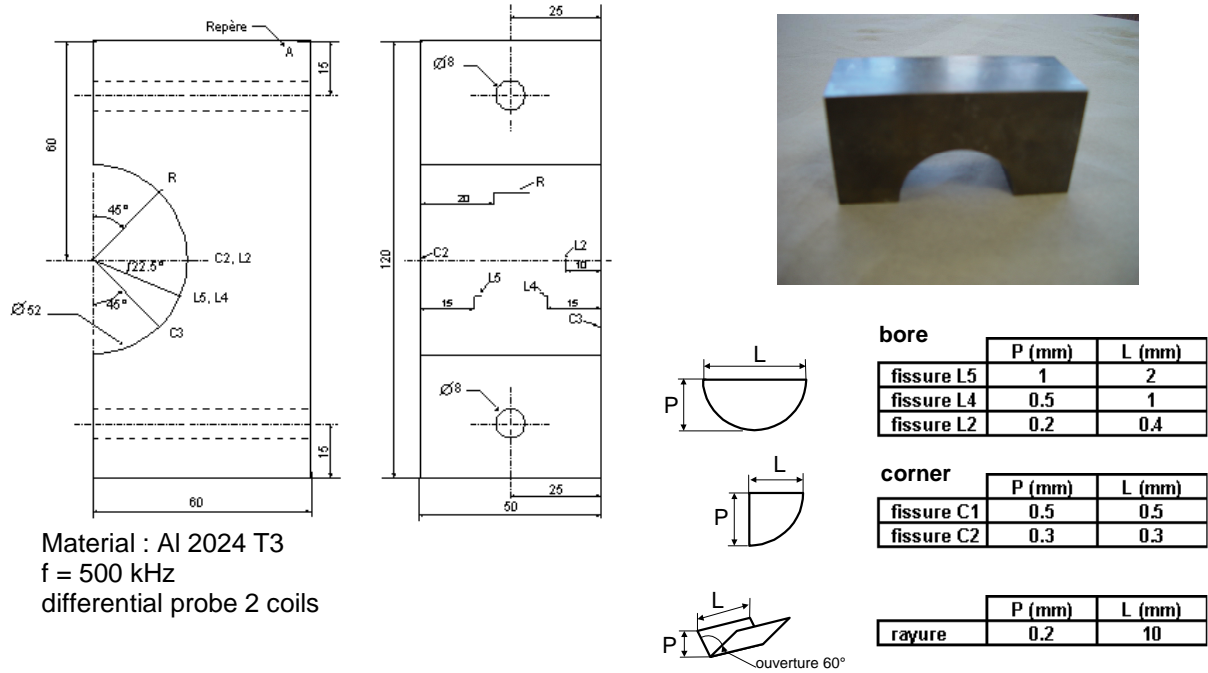 Repère
A
15
60
R
45°
C2, L2
22.5°
L5, L4
45°
Ø52
C3
15
60
25
Ø8
R
20
120
C2
L2
10
L5
L4
15
15
C3
Ø8
25
50
Material : Al 2024 T3
f = 500 kHz
differential probe 2 coils
bore
P (mm) L (mm)
fissure L5 1 2
fissure L4 0.5 1
fissure L2 0.2 0.4
L
P
corner
P (mm) L (mm)
fissure C1 0.5 0.5
fissure C2 0.3 0.3
L
P
P (mm) L (mm)
rayure 0.2 10
L
P
ouverture 60°